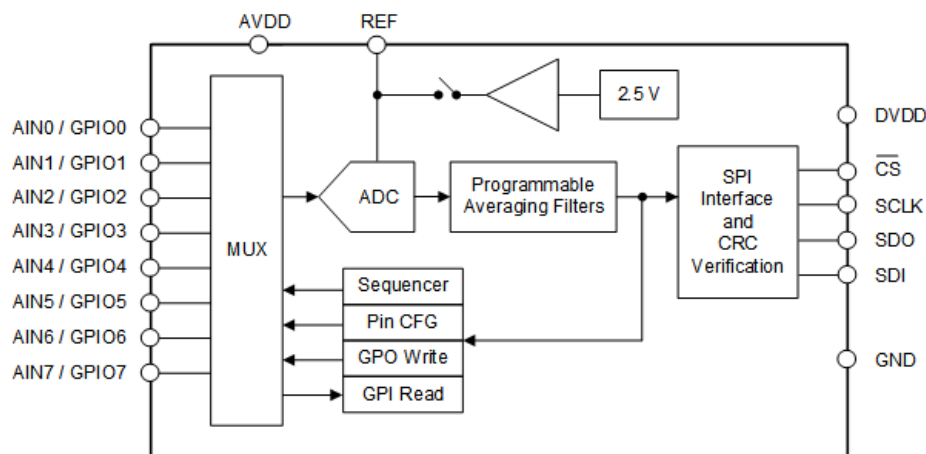 AVDD
REF
2.5 V
AIN0 / GPIO0
AIN1 / GPIO1
AIN2 / GPIO2
AIN3 / GPIO3
AIN4 / GPIO4
AIN5 / GPIO5
AIN6 / GPIO6
AIN7 / GPIO7
MUX
ADC
Programmable
Averaging Filters
Sequencer
Pin CFG
GPO Write
GPI Read
SPI
Interface
and
CRC
Verification
DVDD
CS
SCLK
SDO
SDI
GND